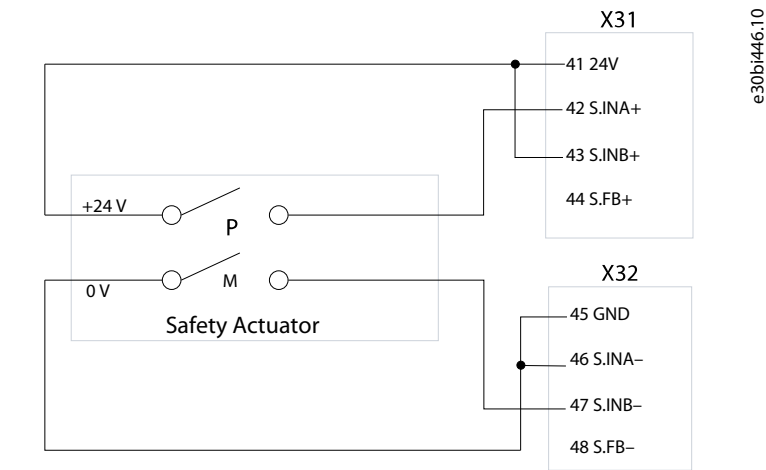 X31
41 24V
42 S.INA+
43 S.INB+
44 S.FB+
+24 V
P
0 V
M
Safety Actuator
X32
45 GND
46 S.INA–
47 S.INB–
48 S.FB–
e30bi446.10